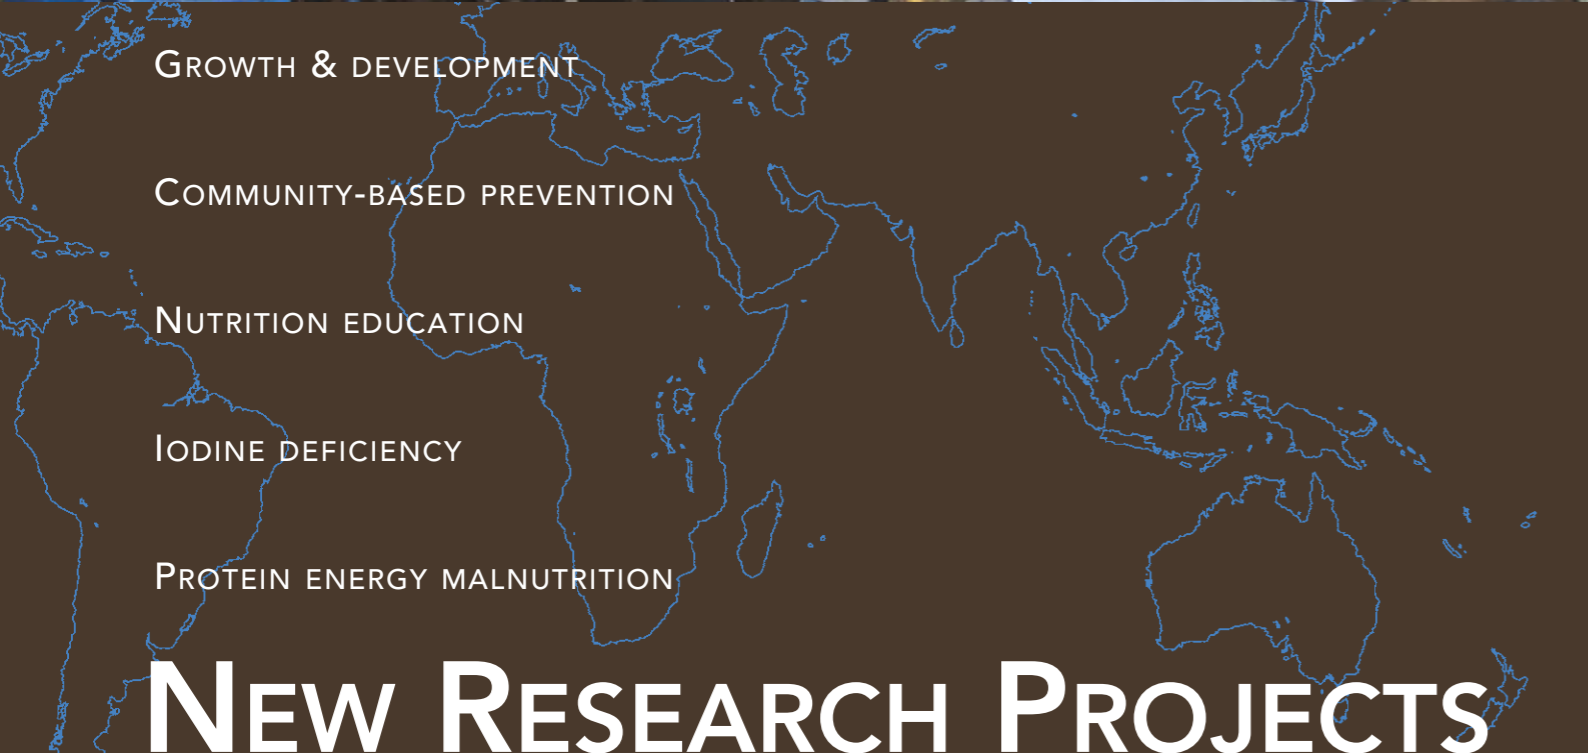 Growth & development
Community-based prevention
Nutrition education
Iodine deficiency
Protein energy malnutrition
New Research Projects